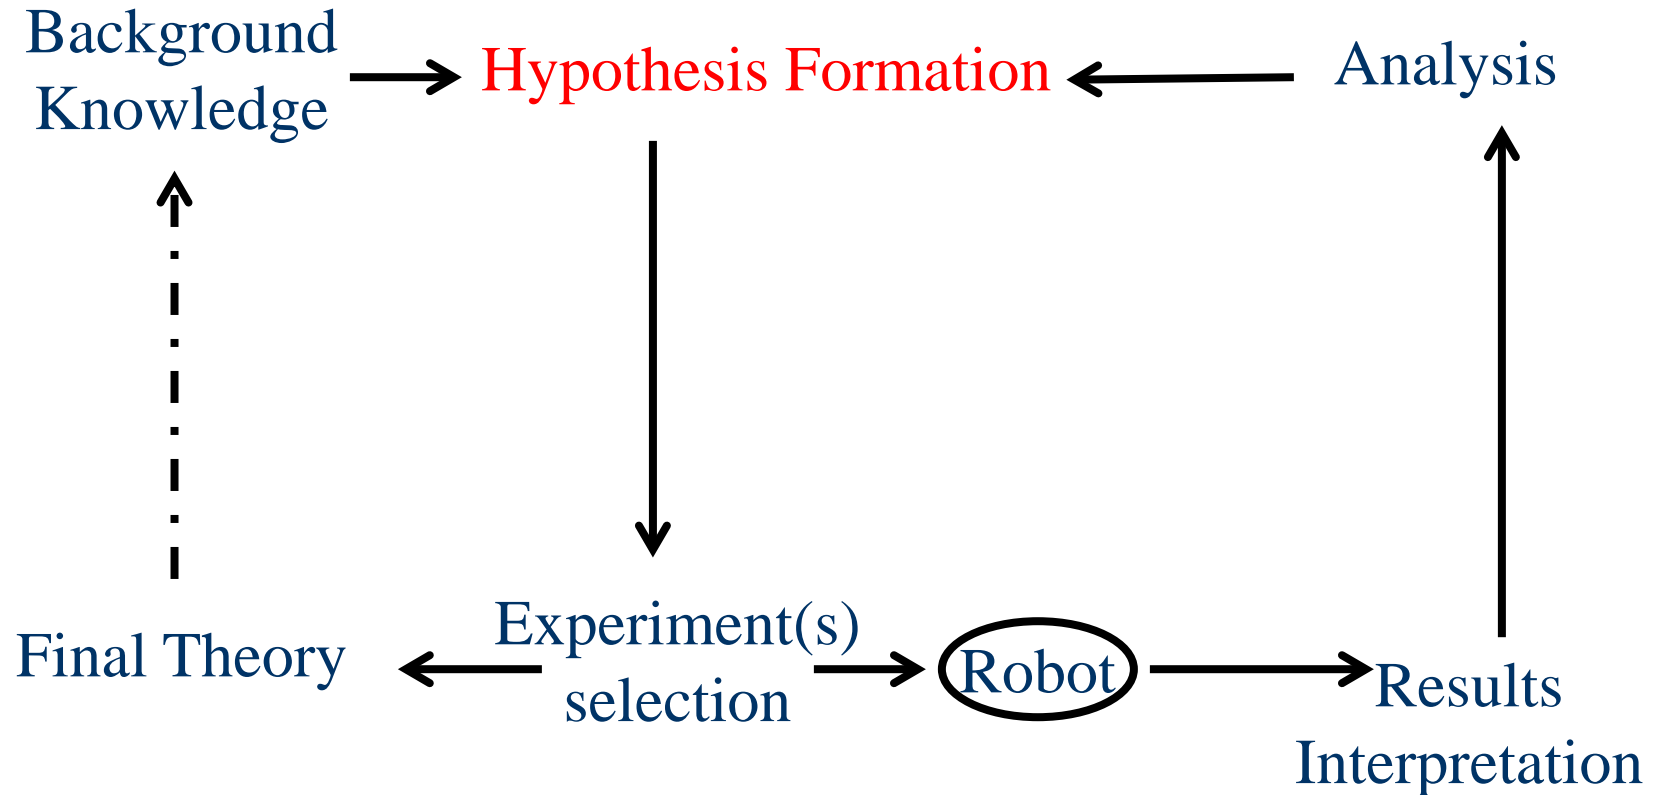 Background
Knowledge
Hypothesis Formation
Analysis
Final Theory
Experiment(s)
selection
Robot
Results
Interpretation